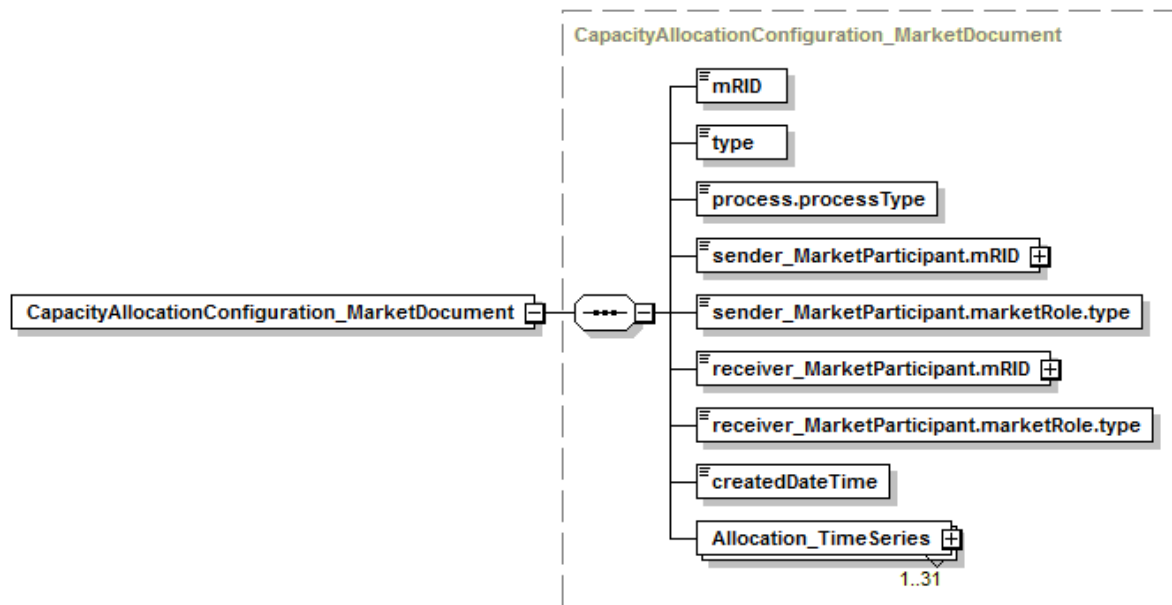 CapacityAllocationConfiguration_MarketDocument
mRID
type
process.processType
sender_MarketParticipant.mRID
CapacityAllocationConfiguration_MarketDocument
sender_MarketParticipant.marketRole.type
receiver_MarketParticipant.mRID
receiver_MarketParticipant.marketRole.type
createdDateTime
Allocation_TimeSeries
1..31